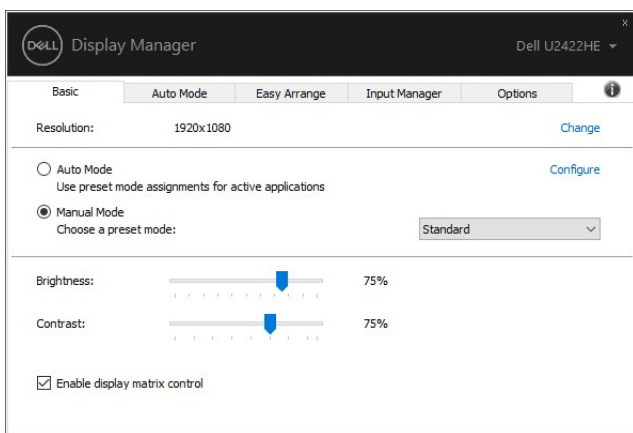 DELL Display Manager Dell U2422HE
x
Basic Auto Mode Easy Arrange Input Manager Options i
Resolution: 1920x1080 Change
Auto Mode Configure
Use preset mode assignments for active applications
Manual Mode
Choose a preset mode: Standard
Brightness: 75%
Contrast: 75%
Enable display matrix control